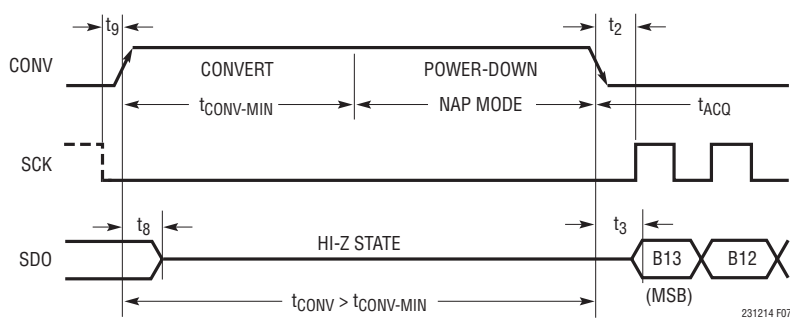 t9 t2
CONV CONVERT POWER-DOWN
tCONV-MIN NAP MODE tACQ
SCK
t8 t3
SDO HI-Z STATE B13 B12
(MSB)
tCONV > tCONV-MIN
231214 F07